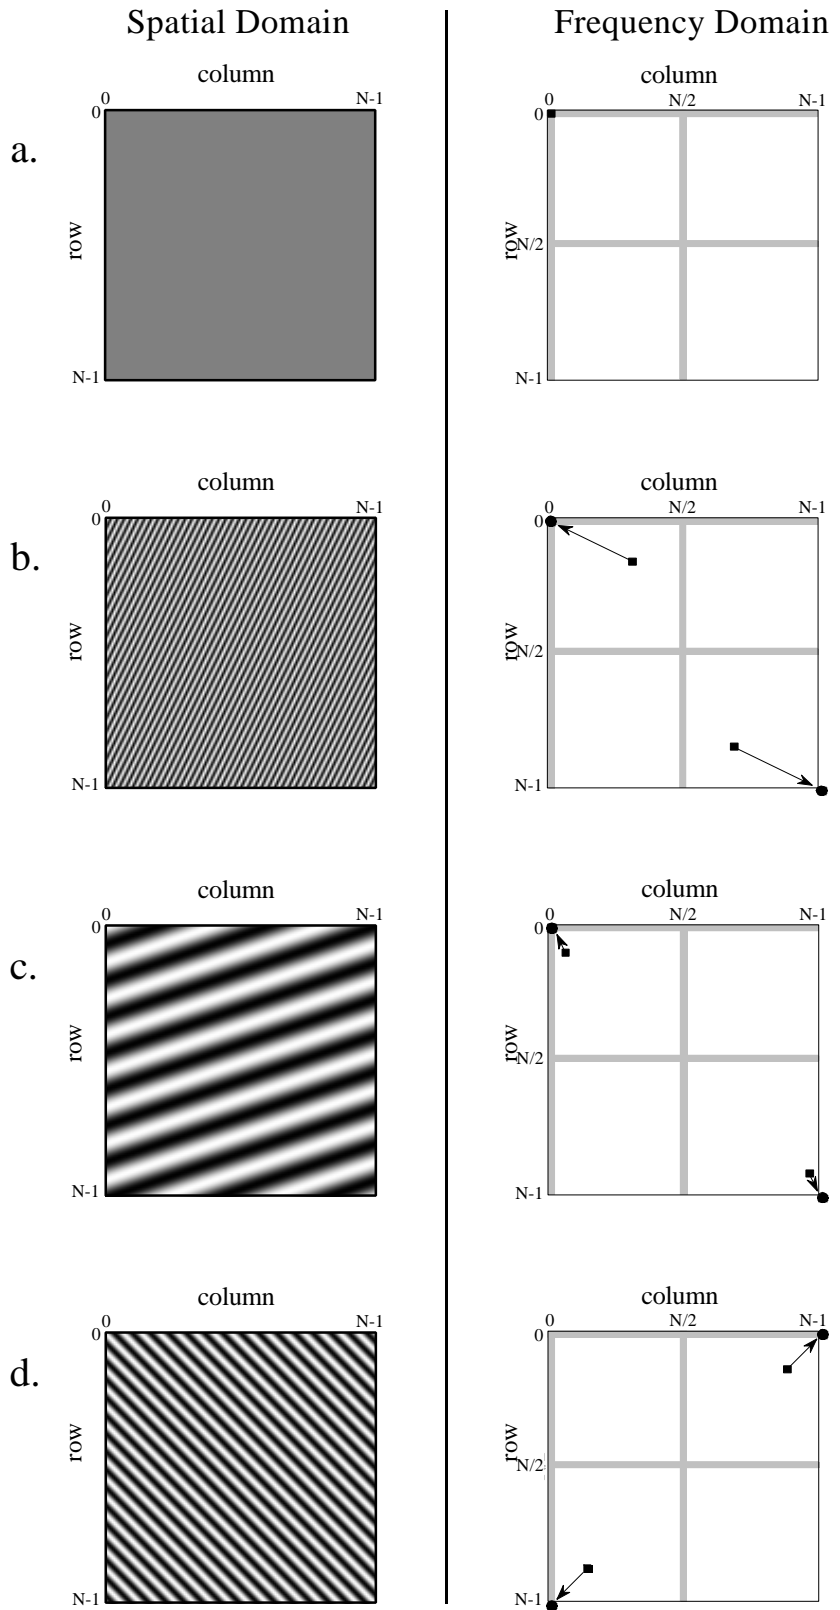 Spatial Domain
Frequency Domain
a.
column
0 N-1
0
row
N-1
column
0 N/2 N-1
0
row
N/2
N-1
b.
column
0 N-1
0
row
N-1
column
0 N/2 N-1
0
row
N/2
N-1
c.
column
0 N-1
0
row
N-1
column
0 N/2 N-1
0
row
N/2
N-1
d.
column
0 N-1
0
row
N-1
column
0 N/2 N-1
0
row
N/2
N-1